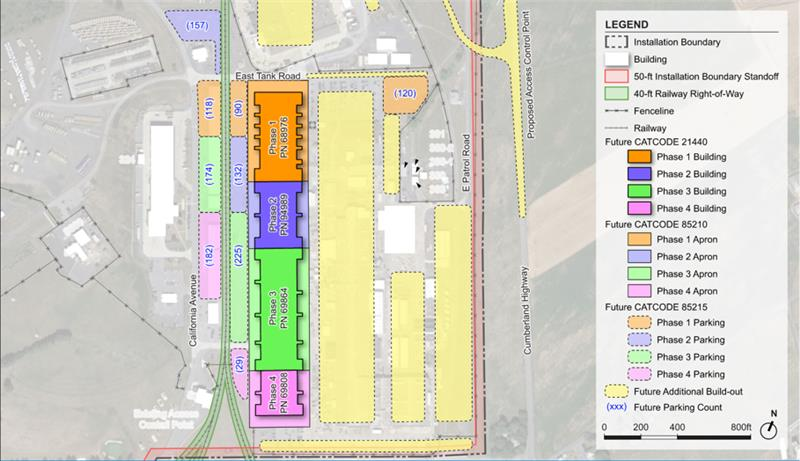 (157)
East Tank Road
(118)
(90)
(120)
(174)
(132)
(182)
(225)
(29)
Phase 1
PN 68976
Phase 2
PN 94989
Phase 3
PN 69864
Phase 4
PN 69808
California Avenue
E Patrol Road
Proposed Access Control Point
Cumberland Highway
Existing Access
Control Point
LEGEND
Installation Boundary
Building
50-ft Installation Boundary Standoff
40-ft Railway Right-of-Way
Fenceline
Railway
Future CATCODE 21440
Phase 1 Building
Phase 2 Building
Phase 3 Building
Phase 4 Building
Future CATCODE 85210
Phase 1 Apron
Phase 2 Apron
Phase 3 Apron
Phase 4 Apron
Future CATCODE 85215
Phase 1 Parking
Phase 2 Parking
Phase 3 Parking
Phase 4 Parking
Future Additional Build-out
(xxx) Future Parking Count
N
0 200 400 800ft